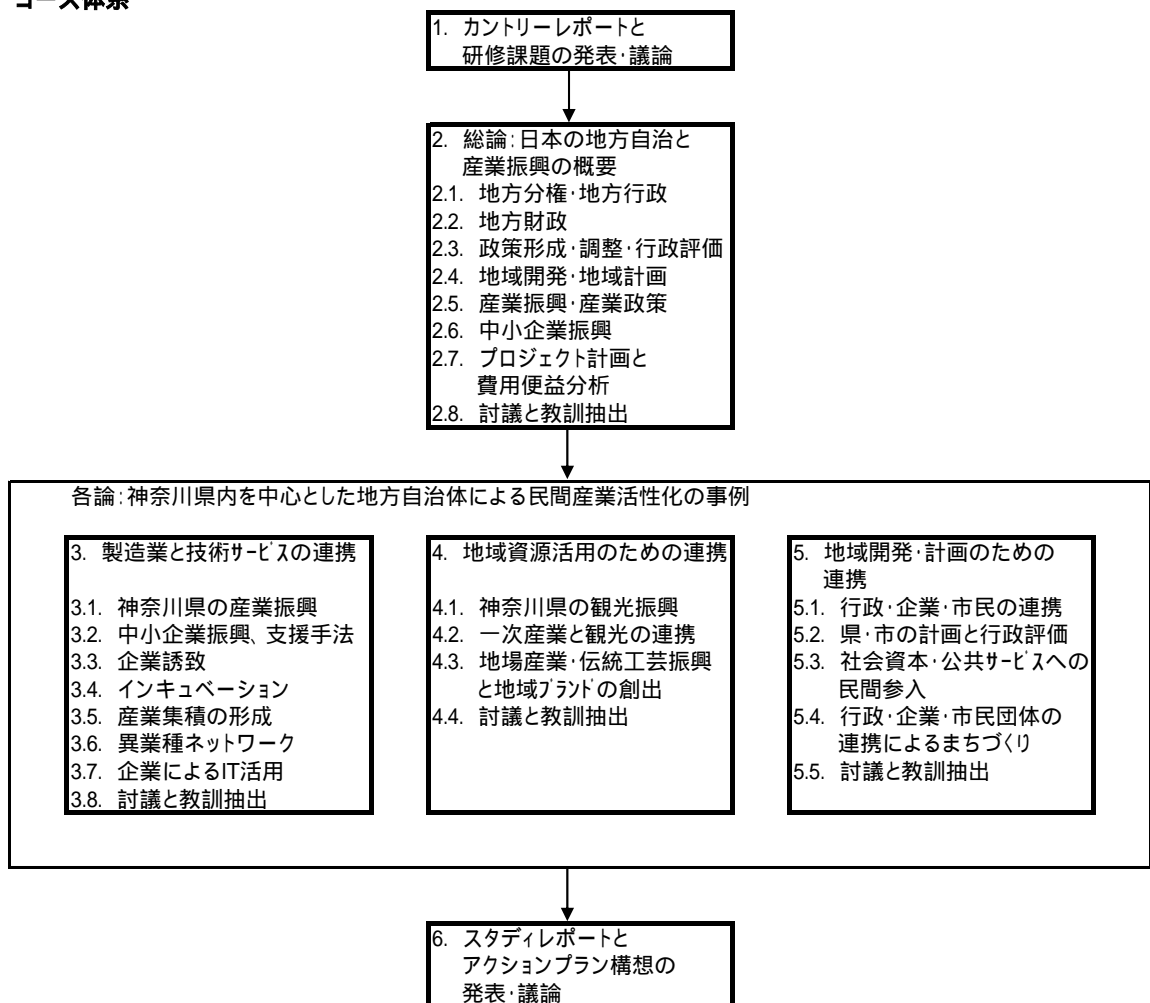 コース体系
1. カントリーレポートと
研修課題の発表･議論
2. 総論:日本の地方自治と
産業振興の概要
2.1. 地方分権･地方行政
2.2. 地方財政
2.3. 政策形成･調整･行政評価
2.4. 地域開発･地域計画
2.5. 産業振興･産業政策
2.6. 中小企業振興
2.7. プロジェクト計画と
費用便益分析
2.8. 討議と教訓抽出
各論:神奈川県内を中心とした地方自治体による民間産業活性化の事例
3. 製造業と技術ｻｰﾋﾞｽの連携
3.1. 神奈川県の産業振興
3.2. 中小企業振興、支援手法
3.3. 企業誘致
3.4. インキュベーション
3.5. 産業集積の形成
3.6. 異業種ネットワーク
3.7. 企業によるIT活用
3.8. 討議と教訓抽出
4. 地域資源活用のための連携
4.1. 神奈川県の観光振興
4.2. 一次産業と観光の連携
4.3. 地場産業･伝統工芸振興
と地域ﾌﾞﾗﾝﾄﾞの創出
4.4. 討議と教訓抽出
5. 地域開発･計画のための
連携
5.1. 行政･企業･市民の連携
5.2. 県･市の計画と行政評価
5.3. 社会資本･公共ｻｰﾋﾞｽへの
民間参入
5.4. 行政･企業･市民団体の
連携によるまちづくり
5.5. 討議と教訓抽出
6. スタディレポートと
アクションプラン構想の
発表･議論